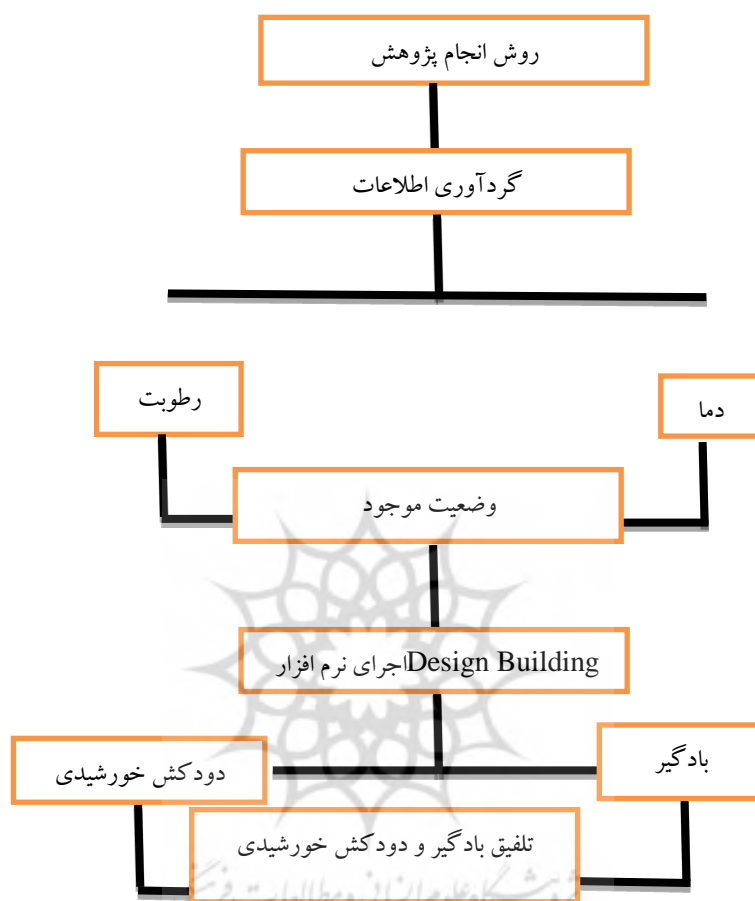 روش انجام پژوهش
گردآوری اطلاعات
دما
رطوبت
وضعیت موجود
اجرای نرم افزار Design Building
بادگیر
دودکش خورشیدی
تلفیق بادگیر و دودکش خورشیدی